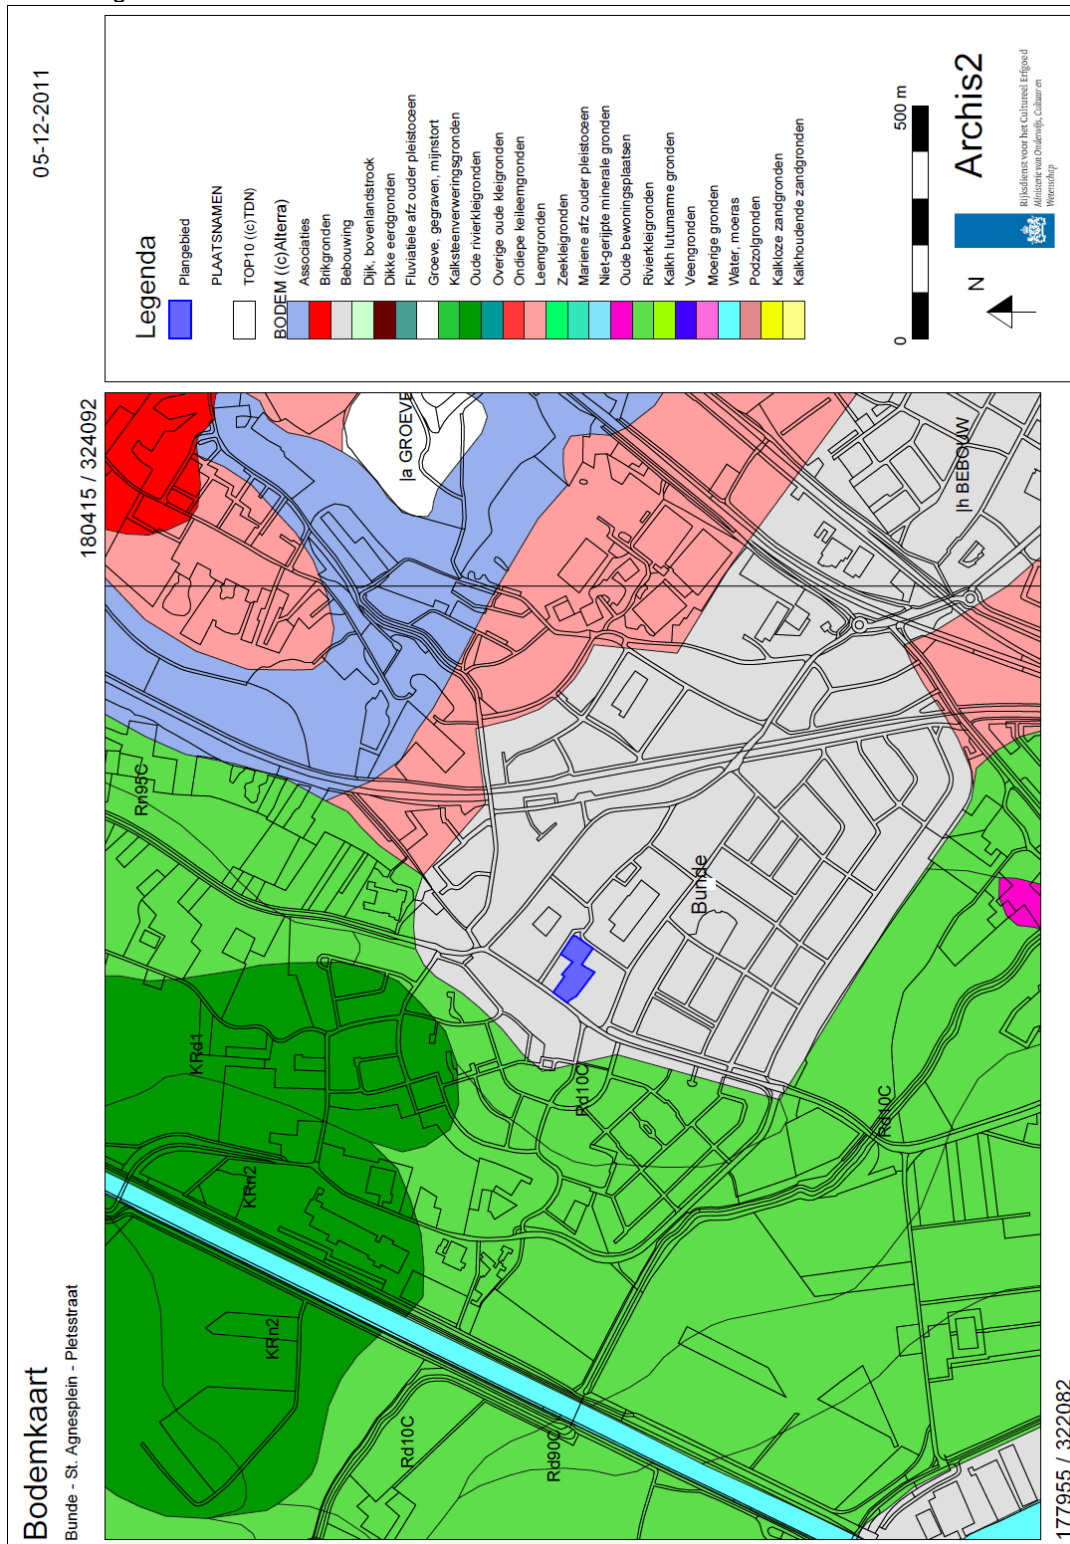 Bodemkaart
Bunde - St. Agnesplein - Pletsstraat
05-12-2011
180415 / 324092
177955 / 322082
KRn2
KRn2
KRd1
Rn95C
Rd10C
Rd90C
Rd10C
Rd10C
Bunde
|a GROEVE
|h BEBOUW
Legenda
Plangebied
PLAATSNAMEN
TOP10 ((c)TDN)
BODEM ((c)Alterra)
Associaties
Brikgronden
Bebouwing
Dijk, bovenlandstrook
Dikke eerdgronden
Fluviatiele afz ouder pleistoceen
Groeve, gegraven, mijnstort
Kalksteenverweringsgronden
Oude rivierkleigronden
Overige oude kleigronden
Ondiepe keileemgronden
Leemgronden
Zeekleigronden
Mariene afz ouder pleistoceen
Niet-gerijpte minerale gronden
Oude bewoningsplaatsen
Rivierkleigronden
Kalkh lutumarme gronden
Veengronden
Moerige gronden
Water, moeras
Podzolgronden
Kalkloze zandgronden
Kalkhoudende zandgronden
0
500 m
N
Archis2
Rijksdienst voor het Cultureel Erfgoed
Ministerie van Onderwijs, Cultuur en
Wetenschap